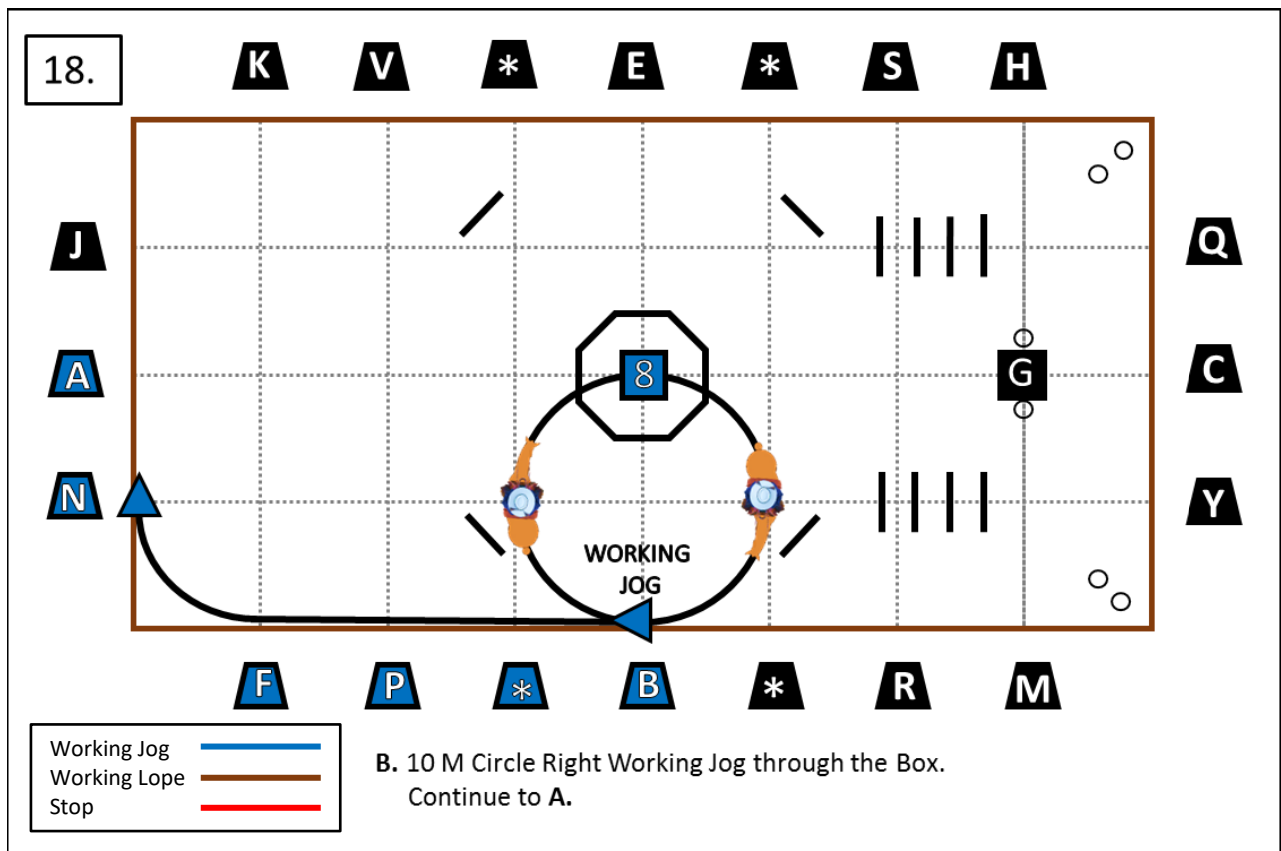 18.
K V * E * S H
J Q
A 8 G C
N Y
WORKING
JOG
F P * B * R M
Working Jog
Working Lope
Stop
B. 10 M Circle Right Working Jog through the Box.
Continue to A.